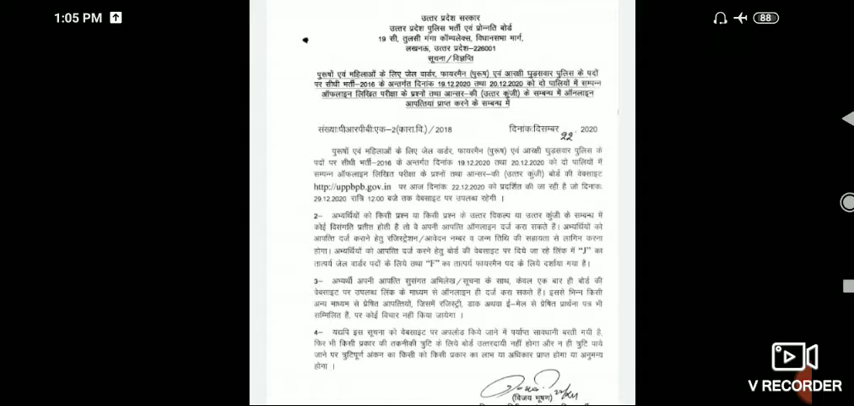 1:05 PM
88
उत्तर प्रदेश सरकार
उत्तर प्रदेश पुलिस भर्ती एवं प्रोन्नति बोर्ड
19 सी, तुलसी गंगा कॉम्पलेक्स, विधानसभा मार्ग,
लखनऊ, उत्तर प्रदेश-226001
सूचना/विज्ञप्ति
पुरूषों एवं महिलाओं के लिए जेल वार्डर, फायरमैन (पुरूष) एवं आरक्षी घुड़सवार पुलिस के पदों
पर सीधी भर्ती-2016 के अन्तर्गत दिनांक 19.12.2020 तथा 20.12.2020 को दो पालियों में सम्पन्न
ऑफलाइन लिखित परीक्षा के प्रश्नों तथा आन्सर-की (उत्तर कुंजी) के सम्बन्ध में ऑनलाइन
आपत्तियां प्राप्त करने के सम्बन्ध में
संख्याःपीआरपीबीःएक-2(कारा.वि.)/2018 दिनांकःदिसम्बर 22, 2020
पुरूषों एवं महिलाओं के लिए जेल वार्डर, फायरमैन (पुरूष) एवं आरक्षी घुड़सवार पुलिस के
पदों पर सीधी भर्ती-2016 के अन्तर्गत दिनांक 19.12.2020 तथा 20.12.2020 को दो पालियों में
सम्पन्न ऑफलाइन लिखित परीक्षा के प्रश्नों तथा आन्सर-की (उत्तर कुंजी) बोर्ड की वेबसाइट
http://uppbpb.gov.in पर आज दिनांक 22.12.2020 को प्रदर्शित की जा रही है जो दिनांकः
29.12.2020 रात्रि 12:00 बजे तक वेबसाइट पर उपलब्ध रहेगी ।
2- अभ्यर्थियों को किसी प्रश्न या किसी प्रश्न के उत्तर विकल्प या उत्तर कुंजी के सम्बन्ध में
कोई विसंगति प्रतीत होती है तो वे अपनी आपत्ति ऑनलाइन दर्ज करा सकते हैं। अभ्यर्थियों को
आपत्ति दर्ज कराने हेतु रजिस्ट्रेशन/आवेदन नम्बर व जन्म तिथि की सहायता से लागिन करना
होगा। अभ्यर्थियों को आपत्ति दर्ज करने हेतु बोर्ड की वेबसाइट पर दिये जा रहे लिंक में "J" का
तात्पर्य जेल वार्डर पदों के लिये तथा "F" का तात्पर्य फायरमैन पद के लिये दर्शाया गया है।
3- अभ्यर्थी अपनी आपत्ति सुसंगत अभिलेख/सूचना के साथ, केवल एक बार ही बोर्ड की
वेबसाइट पर उपलब्ध लिंक के माध्यम से ऑनलाइन ही दर्ज करा सकते हैं। इससे भिन्न किसी
अन्य माध्यम से प्रेषित आपत्तियों, जिसमें रजिस्ट्री, डाक अथवा ई-मेल से प्रेषित प्रार्थना पत्र भी
सम्मिलित हैं, पर कोई विचार नहीं किया जायेगा ।
4- यद्यपि इस सूचना को वेबसाइट पर अपलोड किये जाने में पर्याप्त सावधानी बरती गयी है,
फिर भी किसी प्रकार की तकनीकी त्रुटि के लिये बोर्ड उत्तरदायी नहीं होगा और न ही त्रुटि पाये
जाने पर त्रुटिपूर्ण अंकन का किसी को किसी प्रकार का लाभ या अधिकार प्राप्त होगा या अनुमन्य
होगा ।
(विजय भूषण)
V RECORDER